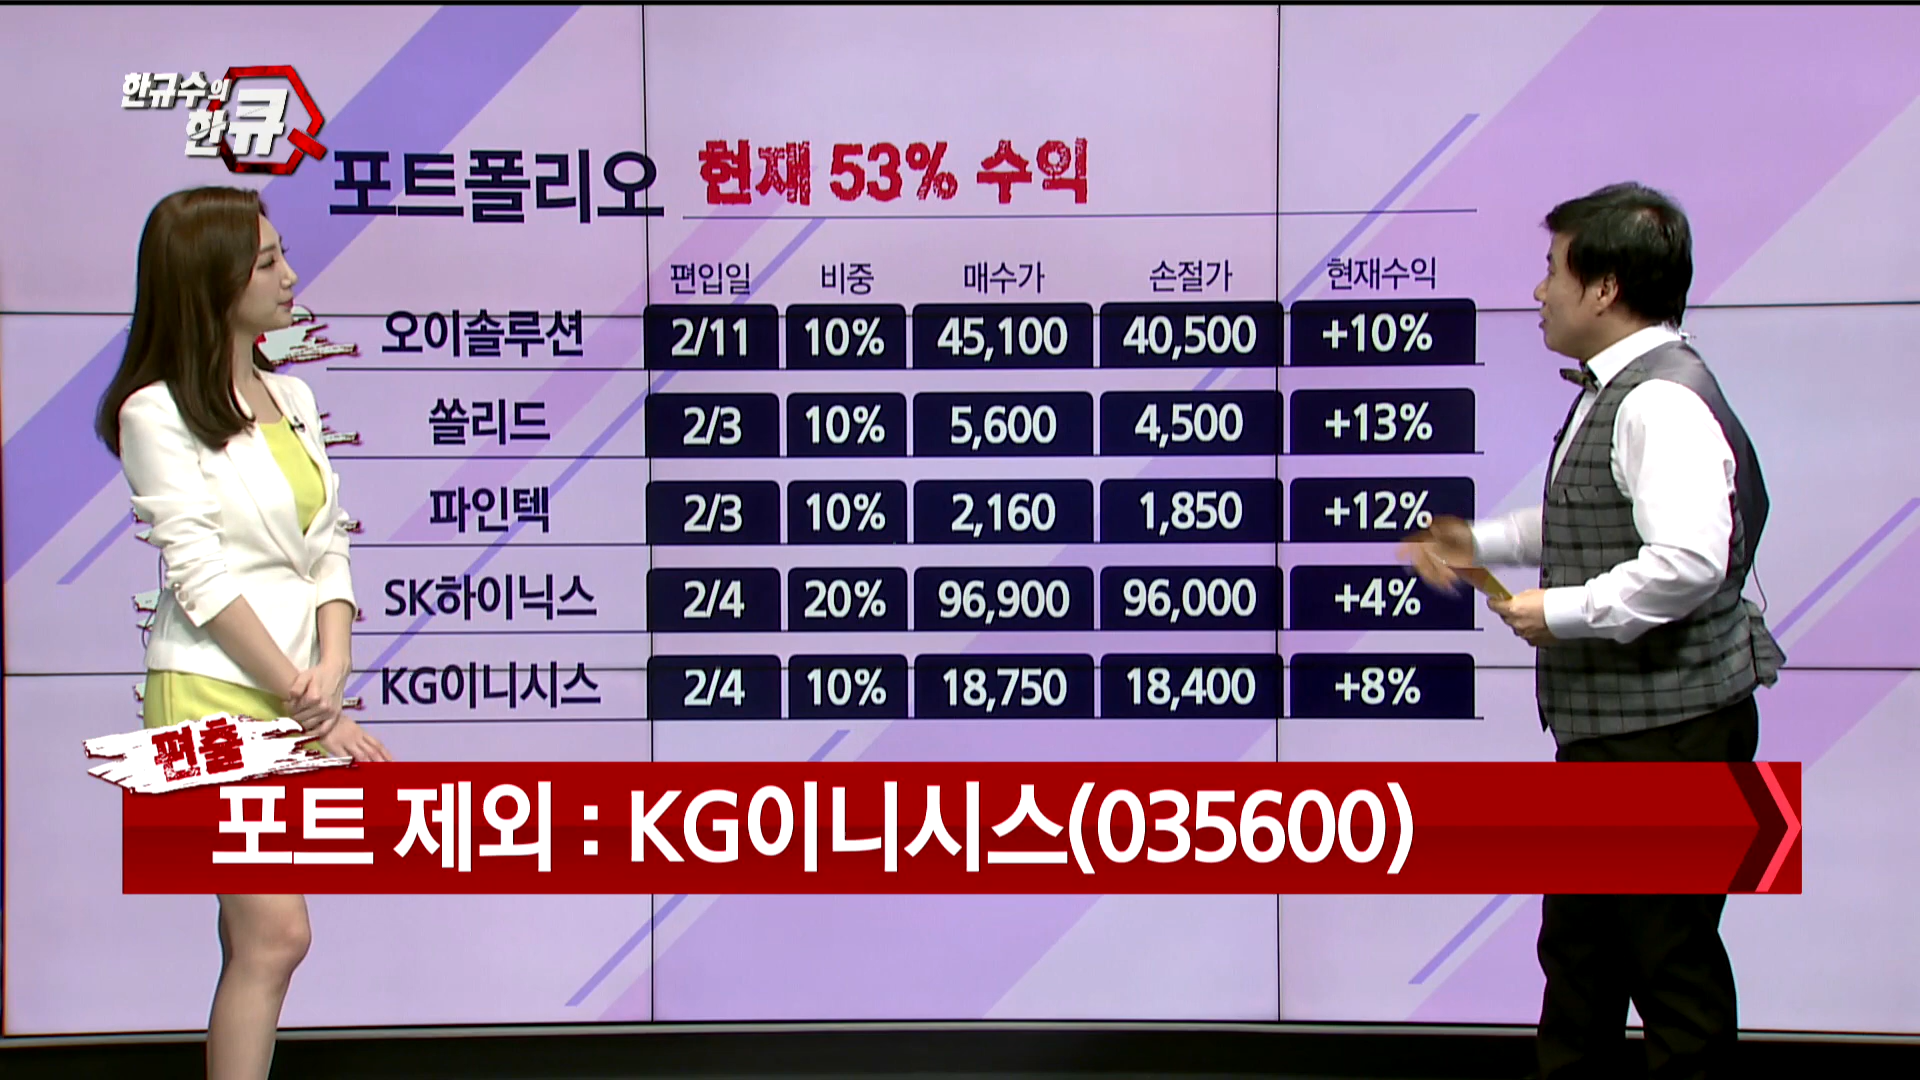 한규수의
한큐
포트폴리오 현재 53% 수익
편입일 비중 매수가 손절가 현재수익
오이솔루션 2/11 10% 45,100 40,500 +10%
쏠리드 2/3 10% 5,600 4,500 +13%
파인텍 2/3 10% 2,160 1,850 +12%
SK하이닉스 2/4 20% 96,900 96,000 +4%
KG이니시스 2/4 10% 18,750 18,400 +8%
편출
포트 제외 : KG이니시스(035600)